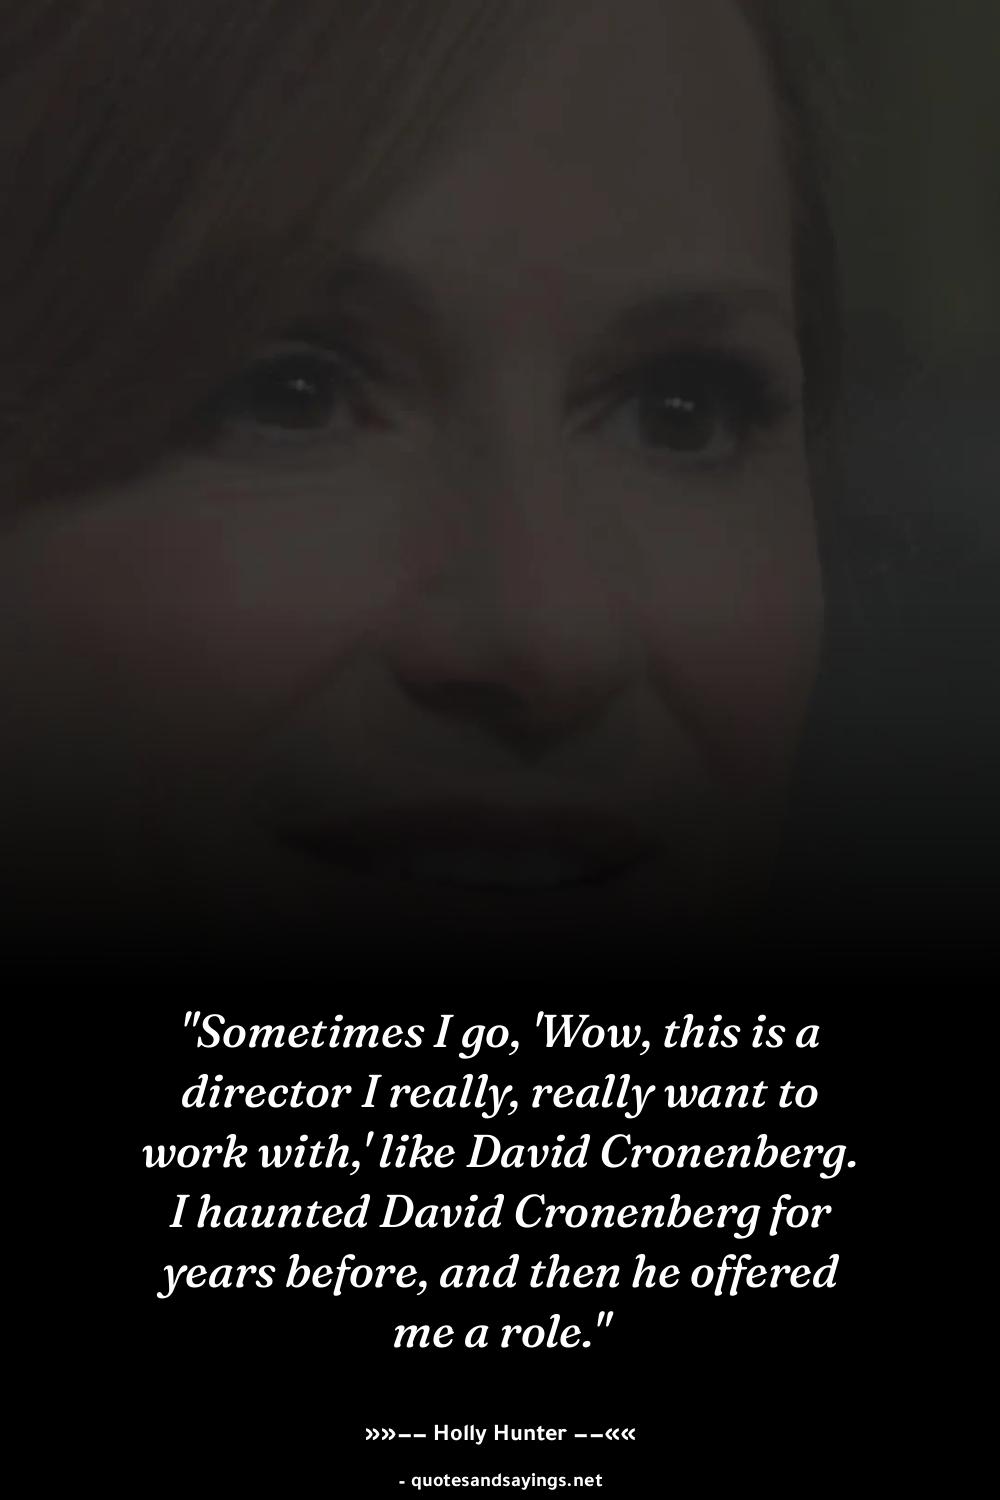 "Sometimes I go, 'Wow, this is a
director I really, really want to
work with,' like David Cronenberg.
I haunted David Cronenberg for
years before, and then he offered
me a role."
»»–– Holly Hunter ––««
- quotesandsayings.net